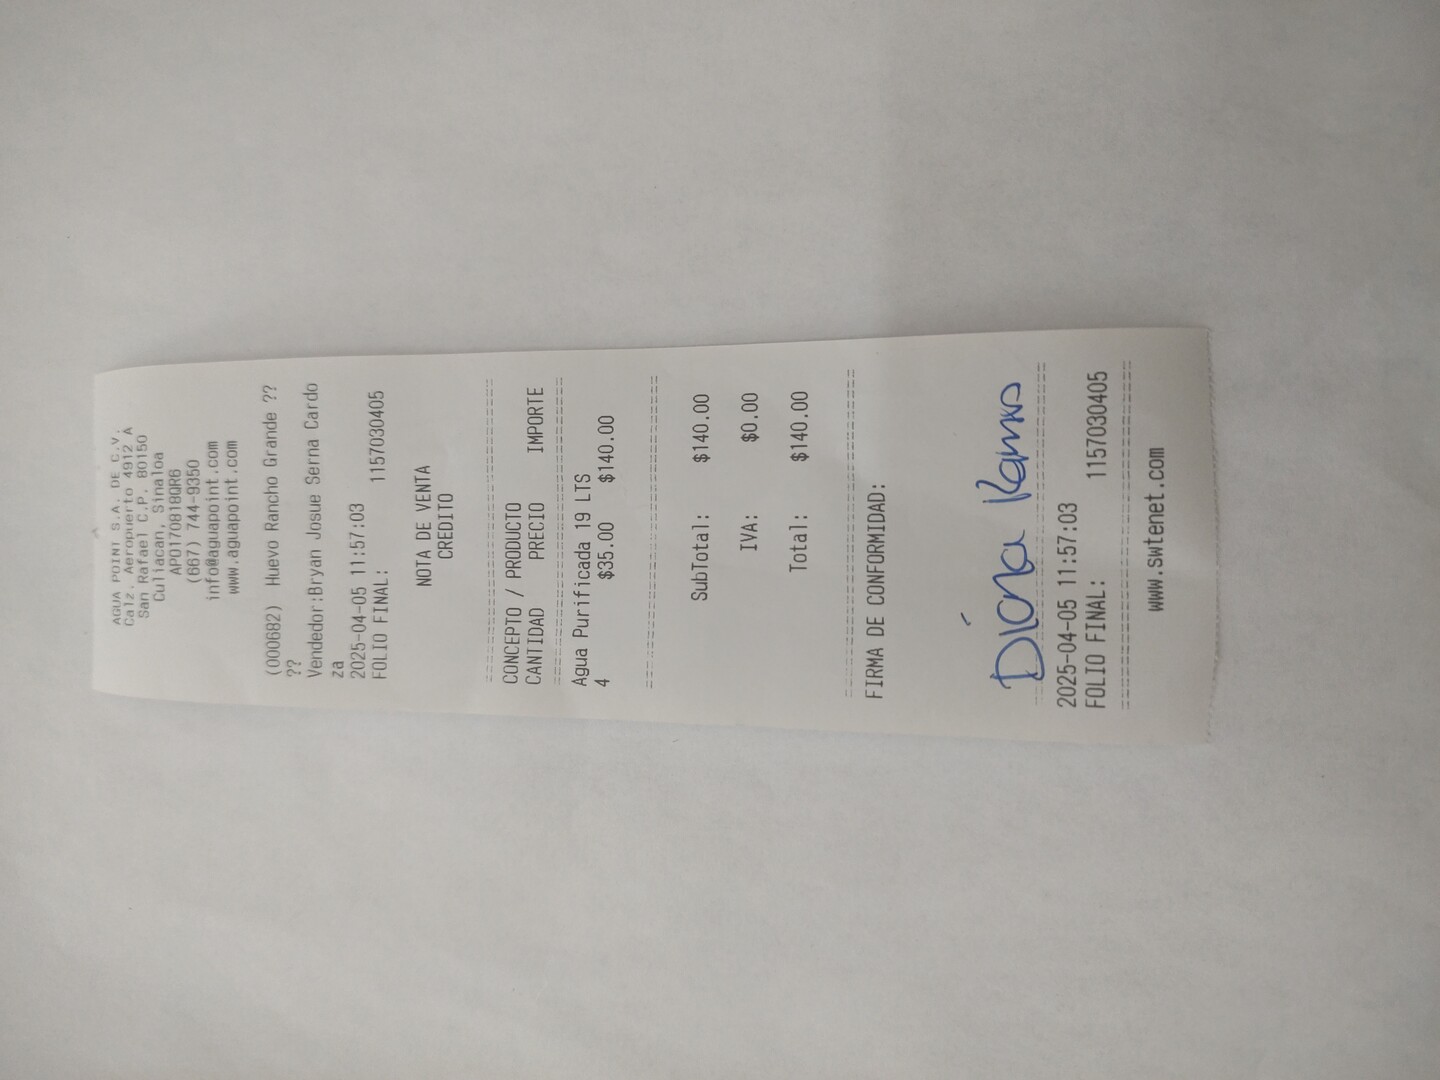 AGUA POINT S.A. DE C.V.
Calz. Aeropuerto 4912 A
San Rafael C.P. 80150
Culiacan, Sinaloa
APO170818QR6
(667) 744-9350
info@aguapoint.com
www.aguapoint.com
(000682) Huevo Rancho Grande ??
??
Vendedor:Bryan Josue Serna Cardo
za
2025-04-05 11:57:03
FOLIO FINAL: 1157030405
NOTA DE VENTA
CREDITO
================================
CONCEPTO / PRODUCTO
CANTIDAD PRECIO IMPORTE
================================
Agua Purificada 19 LTS
4 $35.00 $140.00
================================
SubTotal: $140.00
IVA: $0.00
Total: $140.00
================================
FIRMA DE CONFORMIDAD:
Diana Ramos
================================
2025-04-05 11:57:03
FOLIO FINAL: 1157030405
================================
www.swtenet.com